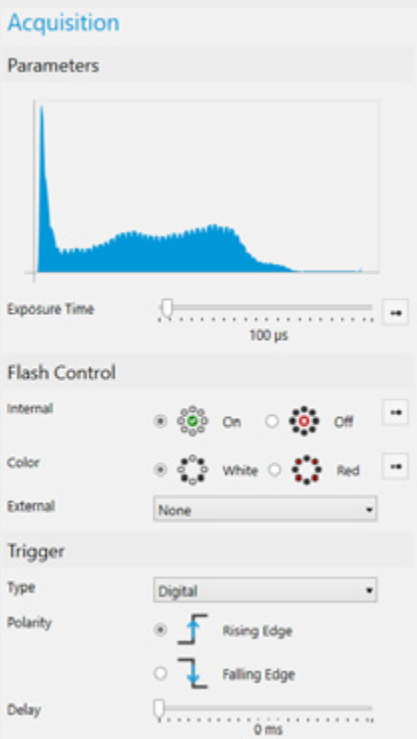 Acquisition
Parameters
Exposure Time
100 µs
Flash Control
Internal On Off
Color White Red
External None
Trigger
Type Digital
Polarity Rising Edge
Falling Edge
Delay
0 ms